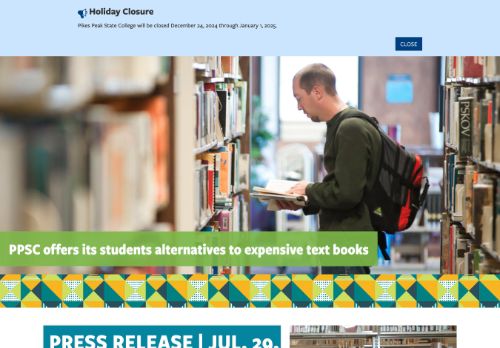 Holiday Closure
Pikes Peak State College will be closed December 24, 2024 through January 1, 2025.
CLOSE
PSKOV
PPSC offers its students alternatives to expensive text books
PRESS RELEASE | JUL. 29,